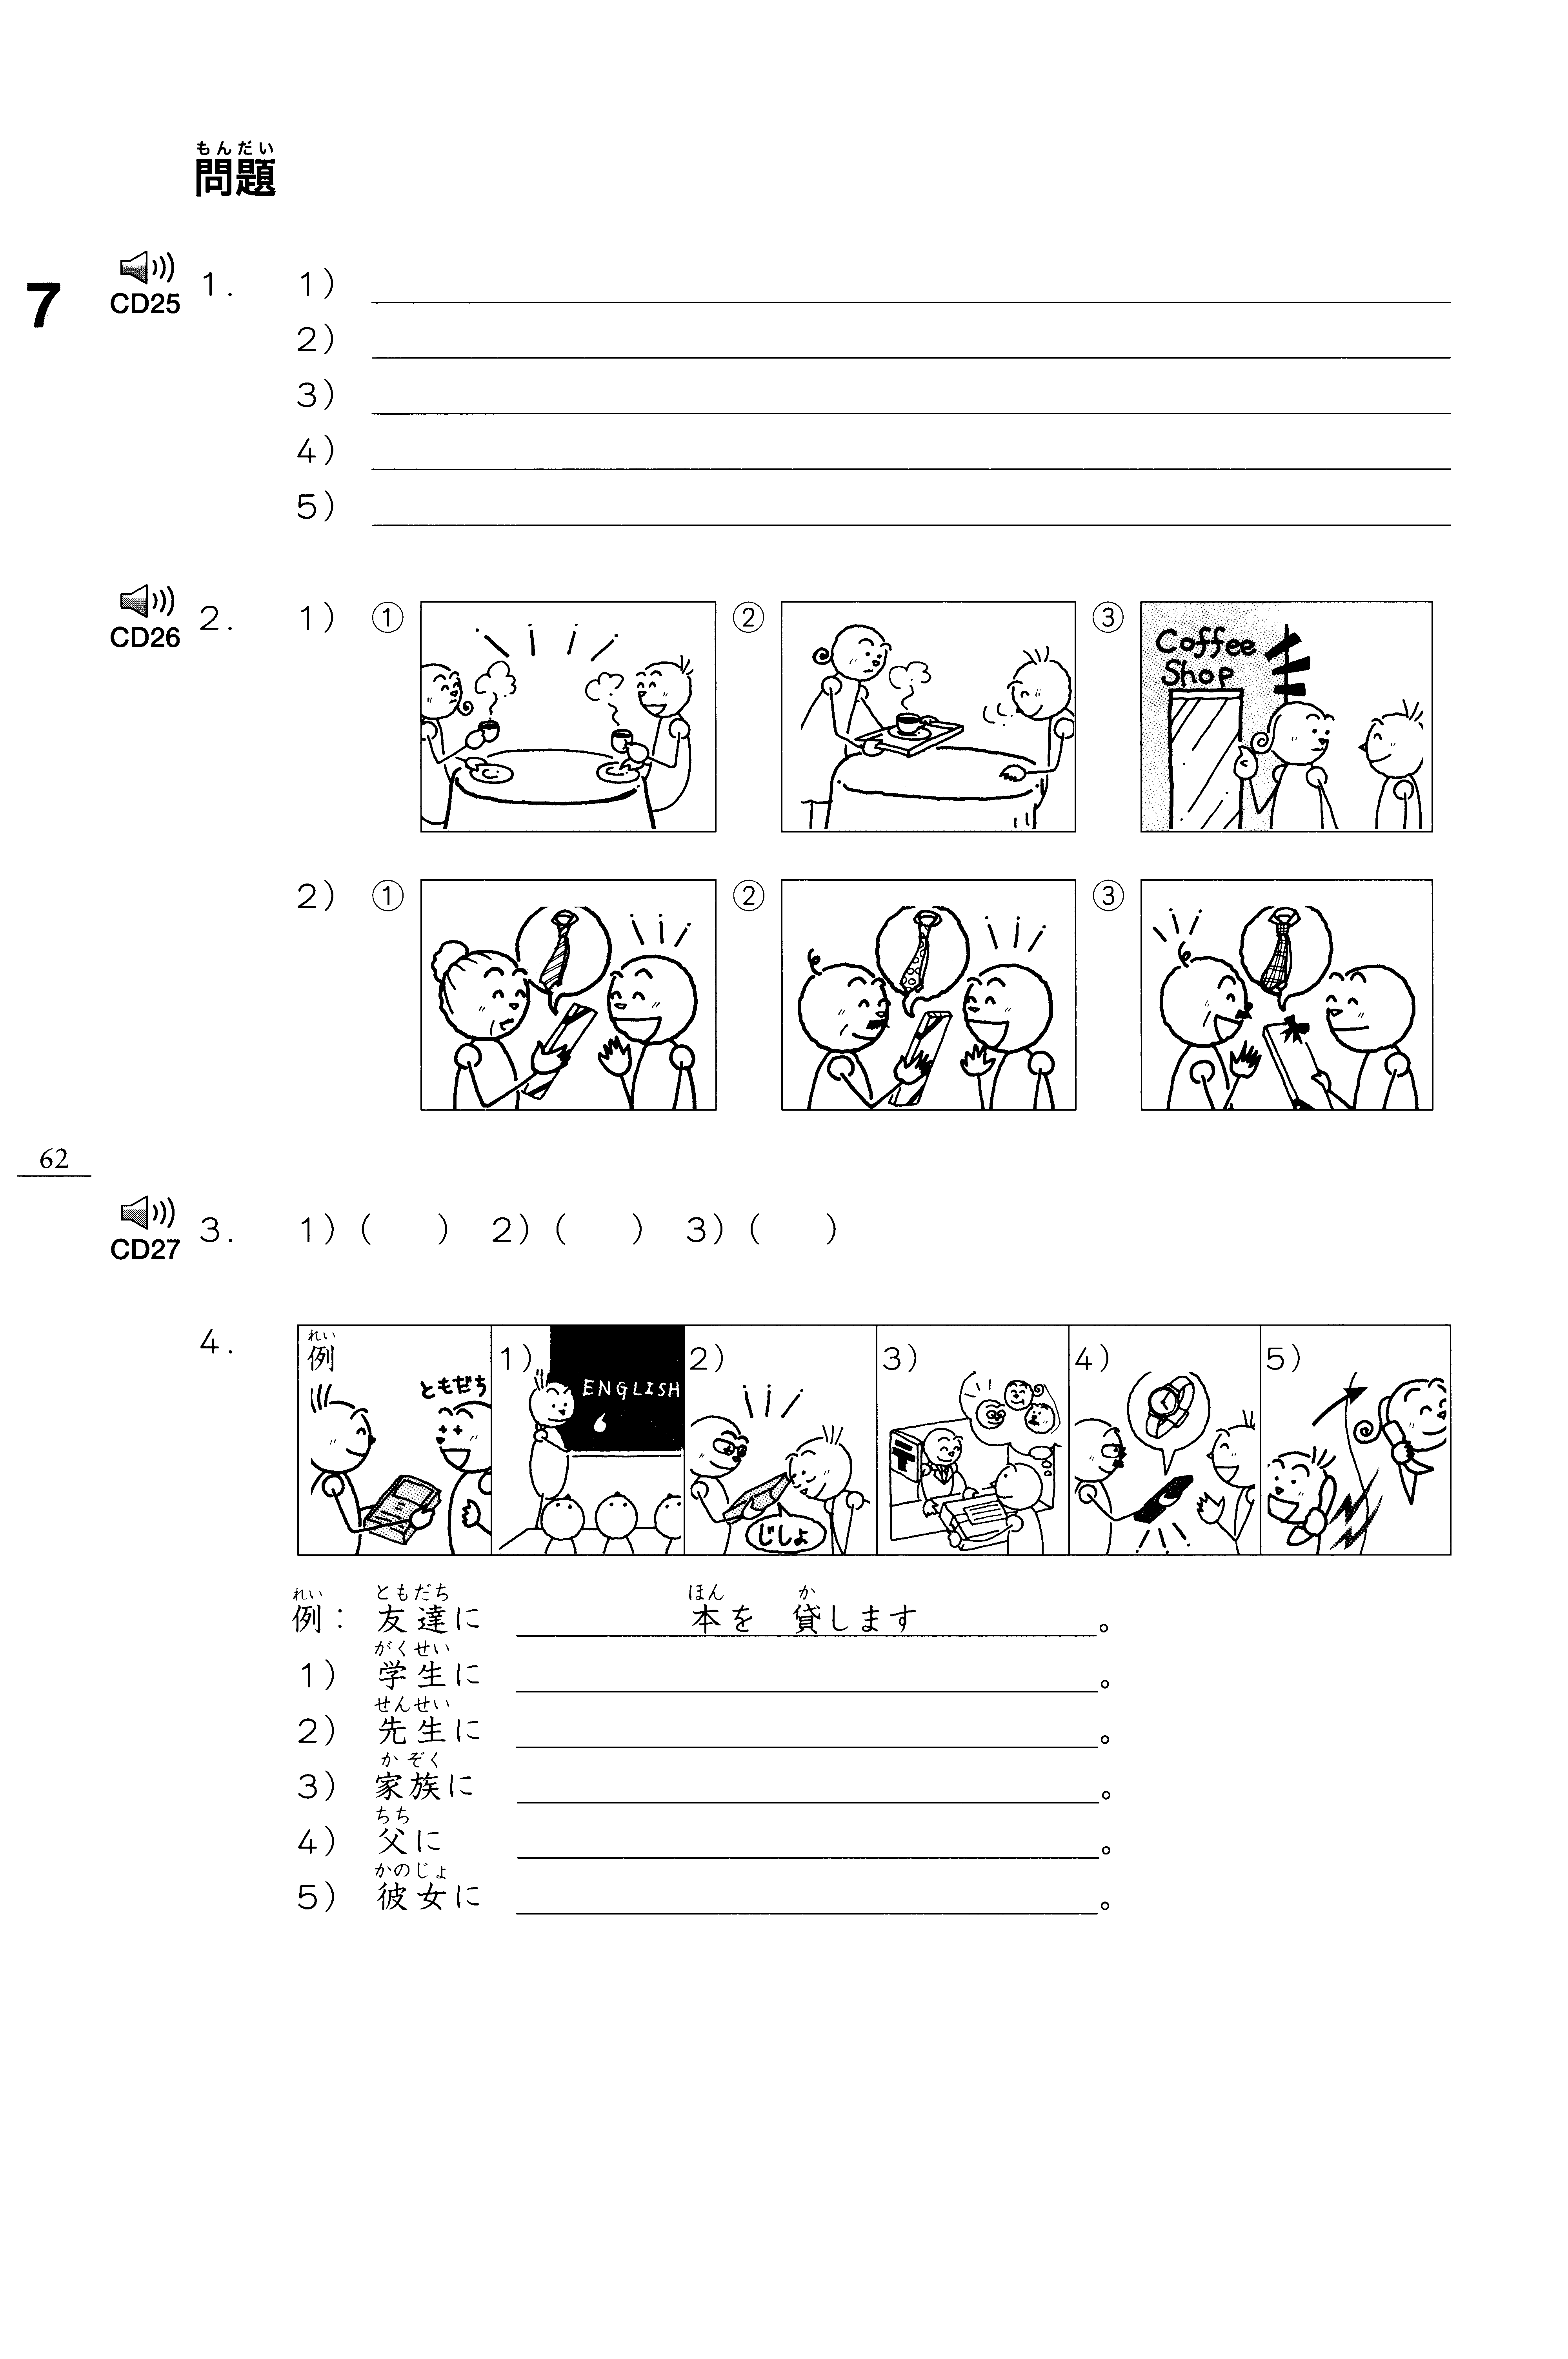 もんだい
問題
7
CD25 1. 1)
2)
3)
4)
5)
CD26 2. 1) ① ② ③
Coffee
Shop
2) ① ② ③
62
CD27 3. 1)( ) 2)( ) 3)( )
4.
れい
例 1) 2) 3) 4) 5)
ともだち
ENGLISH
〒
じしょ
れい ともだち ほん か
例: 友達に 本を 貸します。
がくせい
1) 学生に 。
せんせい
2) 先生に 。
かぞく
3) 家族に 。
ちち
4) 父に 。
かのじょ
5) 彼女に 。